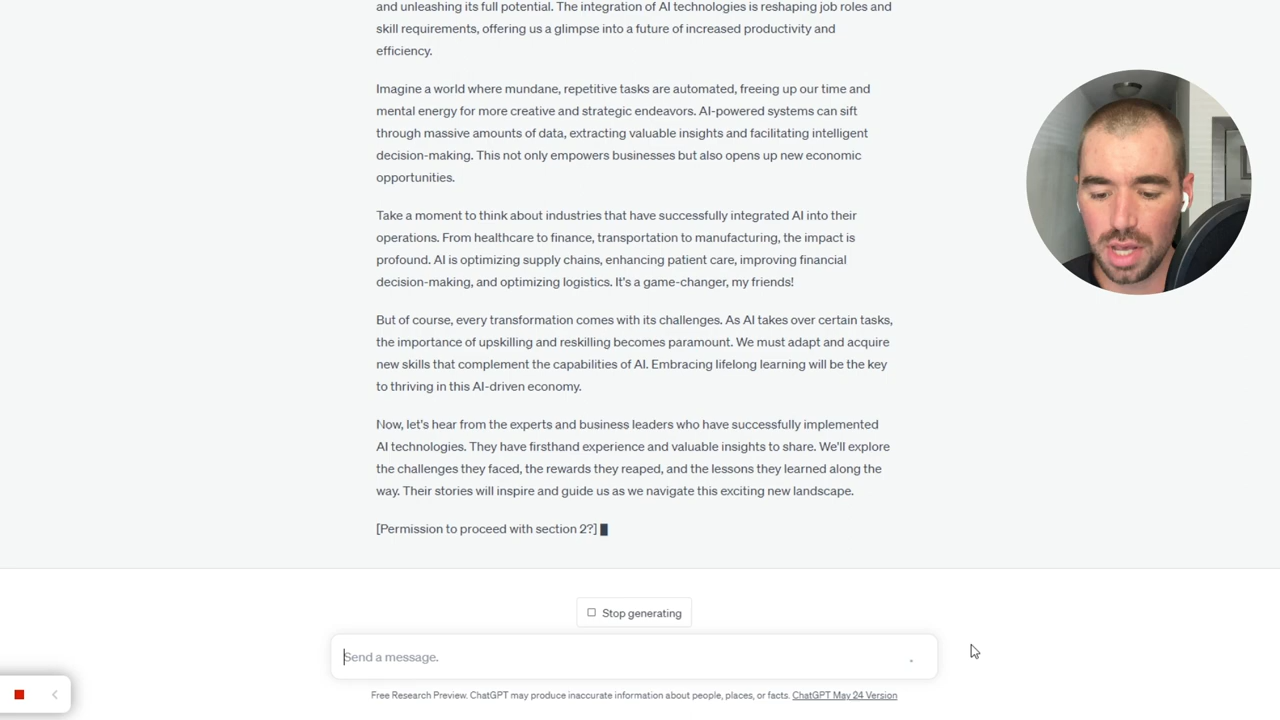 and unleashing its full potential. The integration of AI technologies is reshaping job roles and
skill requirements, offering us a glimpse into a future of increased productivity and
efficiency.
Imagine a world where mundane, repetitive tasks are automated, freeing up our time and
mental energy for more creative and strategic endeavors. AI-powered systems can sift
through massive amounts of data, extracting valuable insights and facilitating intelligent
decision-making. This not only empowers businesses but also opens up new economic
opportunities.
Take a moment to think about industries that have successfully integrated AI into their
operations. From healthcare to finance, transportation to manufacturing, the impact is
profound. AI is optimizing supply chains, enhancing patient care, improving financial
decision-making, and optimizing logistics. It's a game-changer, my friends!
But of course, every transformation comes with its challenges. As AI takes over certain tasks,
the importance of upskilling and reskilling becomes paramount. We must adapt and acquire
new skills that complement the capabilities of AI. Embracing lifelong learning will be the key
to thriving in this AI-driven economy.
Now, let's hear from the experts and business leaders who have successfully implemented
AI technologies. They have firsthand experience and valuable insights to share. We'll explore
the challenges they faced, the rewards they reaped, and the lessons they learned along the
way. Their stories will inspire and guide us as we navigate this exciting new landscape.
[Permission to proceed with section 2?]
Stop generating
Send a message.
Free Research Preview. ChatGPT may produce inaccurate information about people, places, or facts. ChatGPT May 24 Version